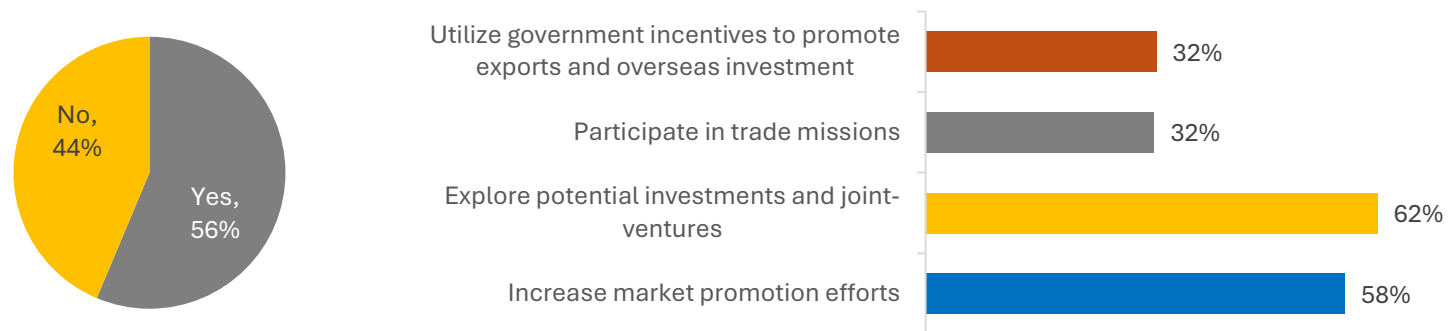 No,
44%
Yes,
56%
Utilize government incentives to promote
exports and overseas investment
32%
Participate in trade missions
32%
Explore potential investments and joint-
ventures
62%
Increase market promotion efforts
58%